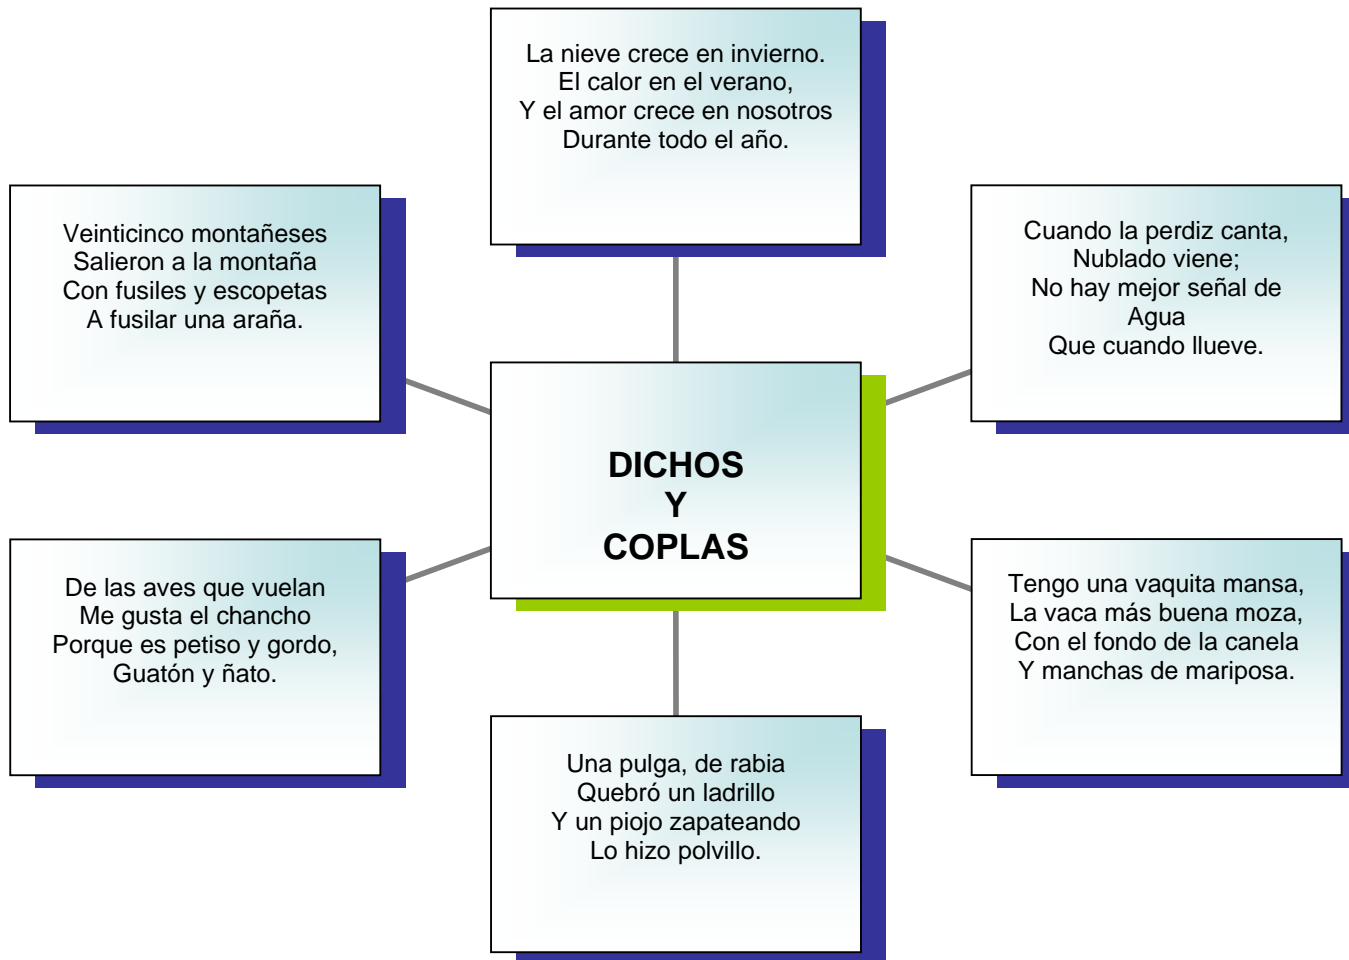 La nieve crece en invierno.
El calor en el verano,
Y el amor crece en nosotros
Durante todo el año.
Veinticinco montañeses
Salieron a la montaña
Con fusiles y escopetas
A fusilar una araña.
Cuando la perdiz canta,
Nublado viene;
No hay mejor señal de
Agua
Que cuando llueve.
DICHOS
Y
COPLAS
De las aves que vuelan
Me gusta el chancho
Porque es petiso y gordo,
Guatón y ñato.
Tengo una vaquita mansa,
La vaca más buena moza,
Con el fondo de la canela
Y manchas de mariposa.
Una pulga, de rabia
Quebró un ladrillo
Y un piojo zapateando
Lo hizo polvillo.